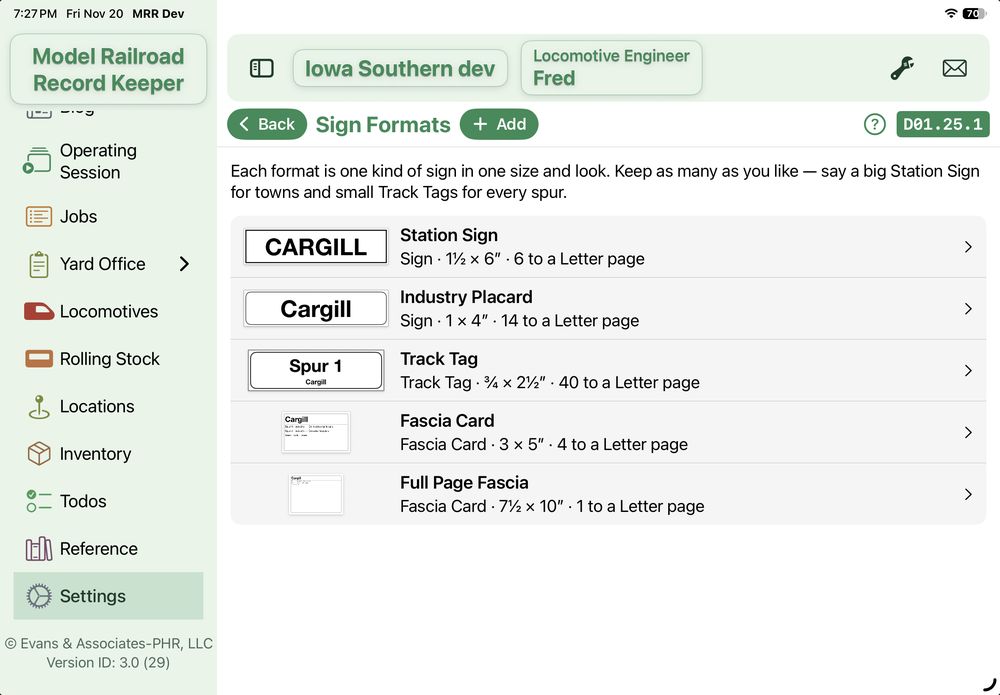 7:27 PM Fri Nov 20 MRR Dev
70
Model Railroad
Record Keeper
Iowa Southern dev
Locomotive Engineer
Fred
Back
Sign Formats
+ Add
?
D01.25.1
Blog
Operating
Session
Jobs
Yard Office
Locomotives
Rolling Stock
Locations
Inventory
Todos
Reference
Settings
© Evans & Associates-PHR, LLC
Version ID: 3.0 (29)
Each format is one kind of sign in one size and look. Keep as many as you like — say a big Station Sign
for towns and small Track Tags for every spur.
CARGILL
Station Sign
Sign · 1½ × 6″ · 6 to a Letter page
Cargill
Industry Placard
Sign · 1 × 4″ · 14 to a Letter page
Spur 1
Cargill
Track Tag
Track Tag · ¾ × 2½″ · 40 to a Letter page
Cargill
Fascia Card
Fascia Card · 3 × 5″ · 4 to a Letter page
Cargill
Full Page Fascia
Fascia Card · 7½ × 10″ · 1 to a Letter page